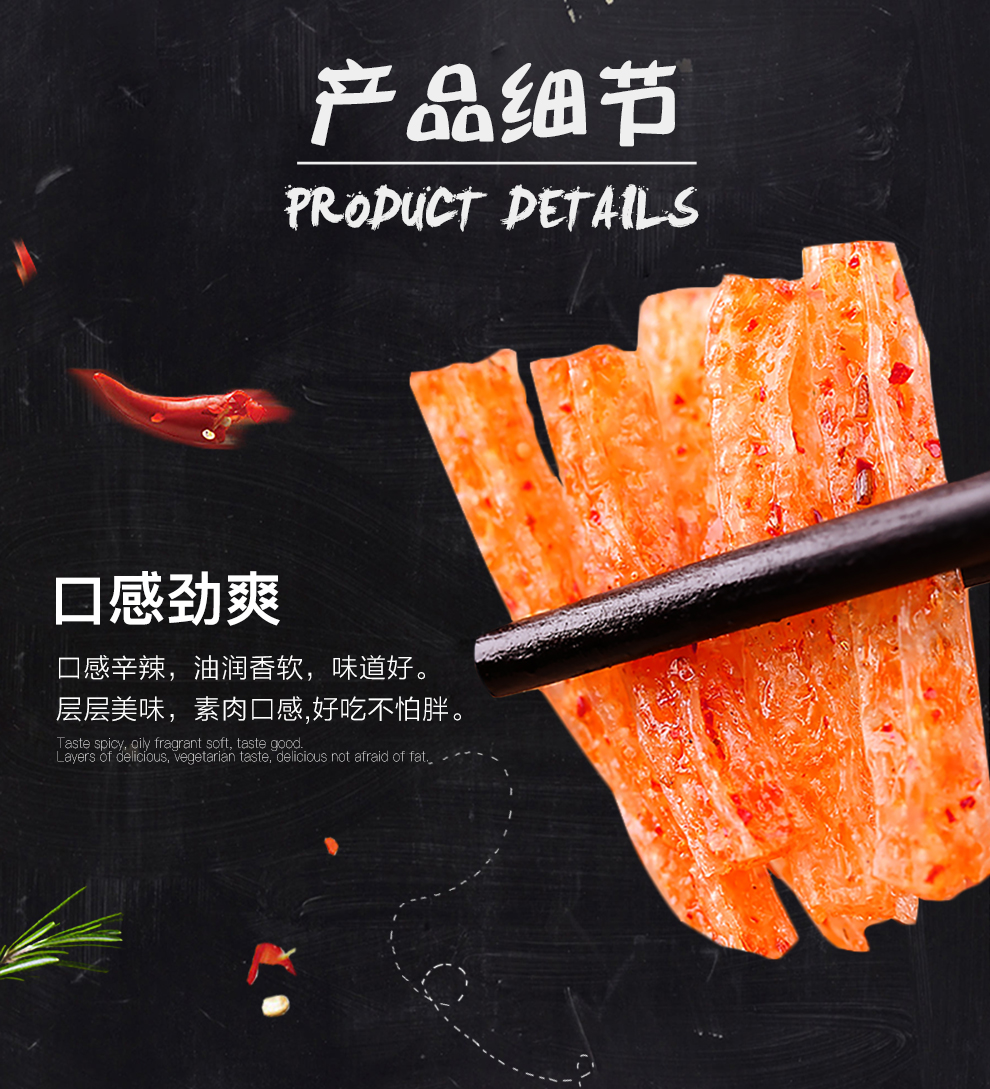 产品细节
PRODUCT DETAILS
口感劲爽
口感辛辣，油润香软，味道好。
层层美味，素肉口感,好吃不怕胖。
Taste spicy, oily fragrant soft, taste good.
Layers of delicious, vegetarian taste, delicious not afraid of fat.